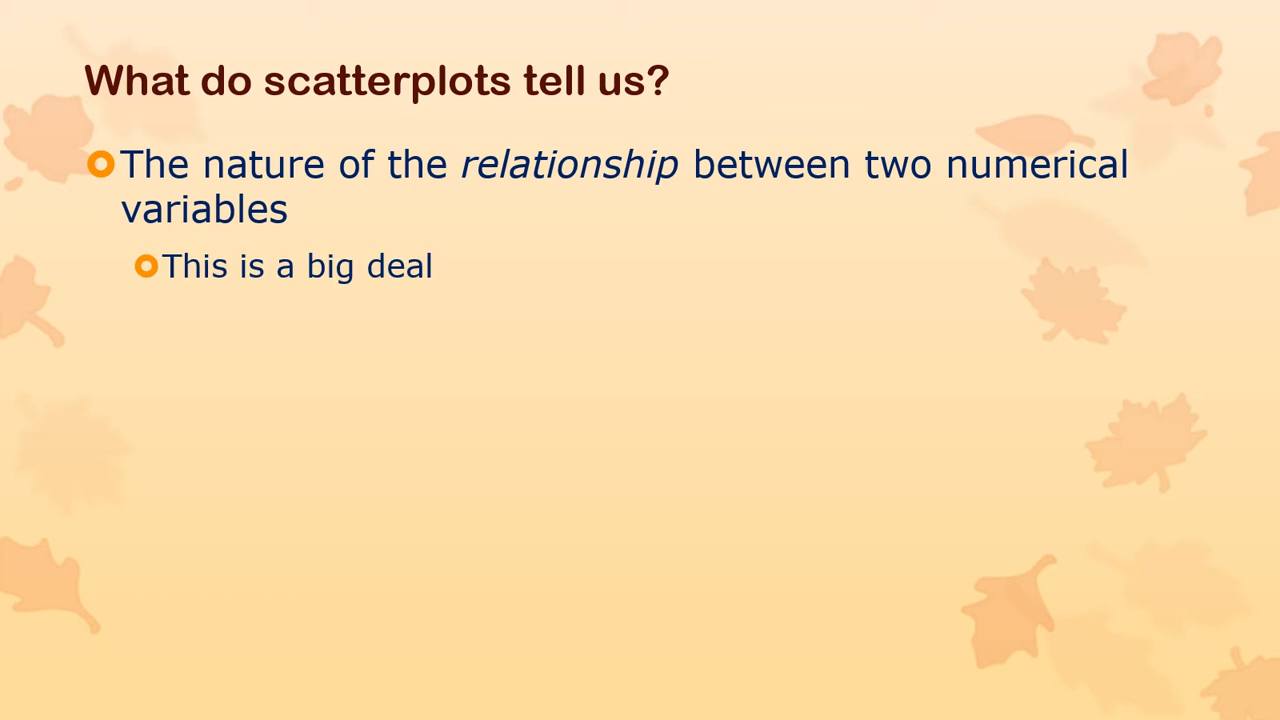 What do scatterplots tell us?
The nature of the relationship between two numerical
variables
This is a big deal